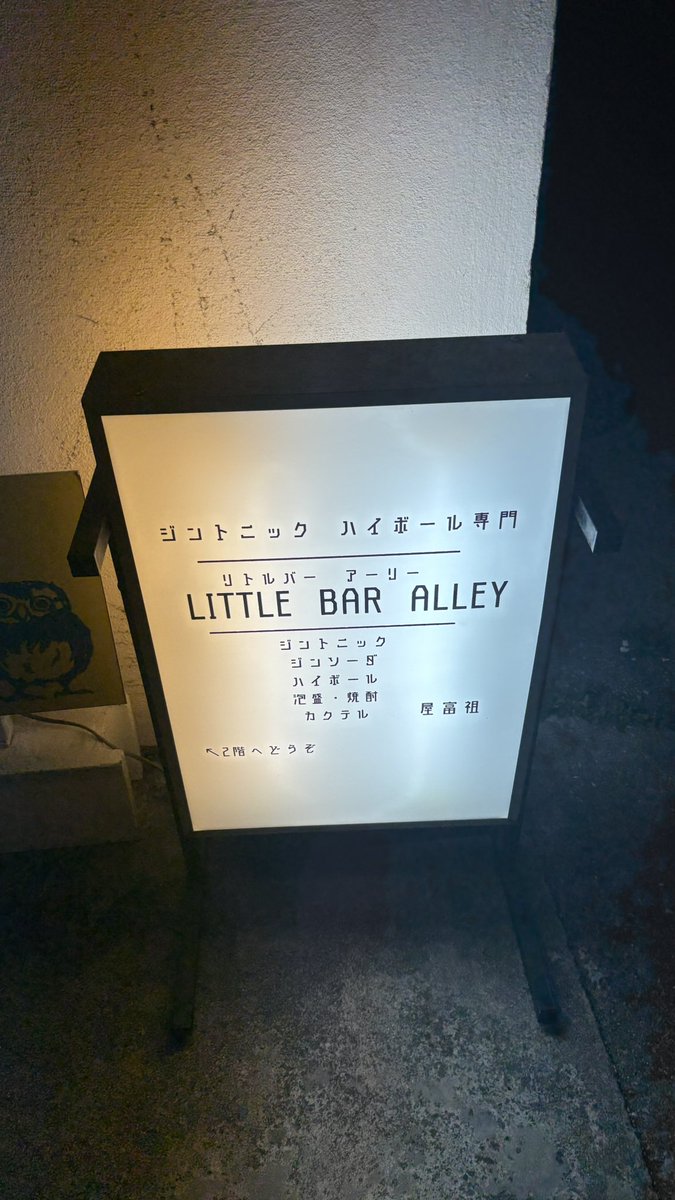 ジントニック ハイボール専門
リトルバー アーリー
LITTLE BAR ALLEY
ジントニック
ジンソーダ
ハイボール
泡盛・焼酎
カクテル 屋富祖
↖2階へどうぞ